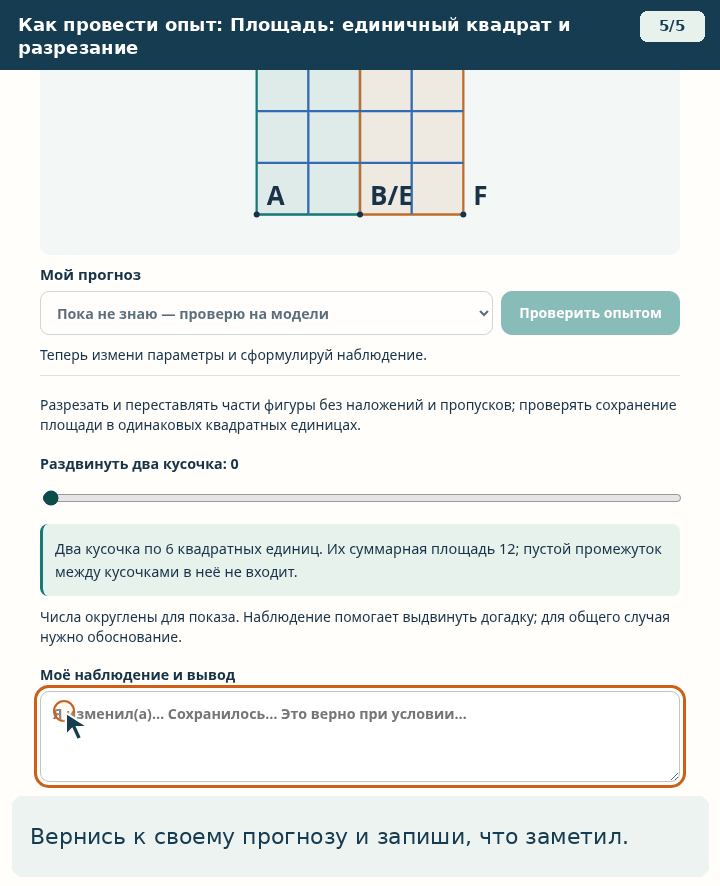 Как провести опыт: Площадь: единичный квадрат и
разрезание
5/5
A B/E F
Мой прогноз
Пока не знаю — проверю на модели
Проверить опытом
Теперь измени параметры и сформулируй наблюдение.
Разрезать и переставлять части фигуры без наложений и пропусков; проверять сохранение
площади в одинаковых квадратных единицах.
Раздвинуть два кусочка: 0
Два кусочка по 6 квадратных единиц. Их суммарная площадь 12; пустой промежуток
между кусочками в неё не входит.
Числа округлены для показа. Наблюдение помогает выдвинуть догадку; для общего случая
нужно обоснование.
Моё наблюдение и вывод
Я изменил(а)... Сохранилось... Это верно при условии...
Вернись к своему прогнозу и запиши, что заметил.